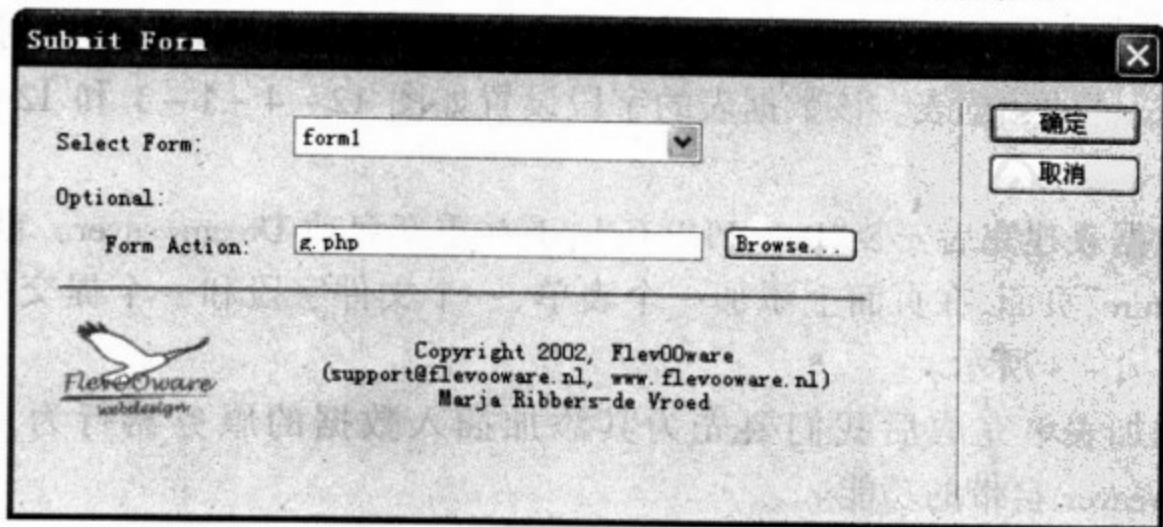 Submit Form
Select Form:
form1
确定
取消
Optional:
Form Action:
g.php
Browse...
FlevOOware
webdesign
Copyright 2002, FlevOOware
(support@flevooware.nl, www.flevooware.nl)
Marja Ribbers-de Vroed